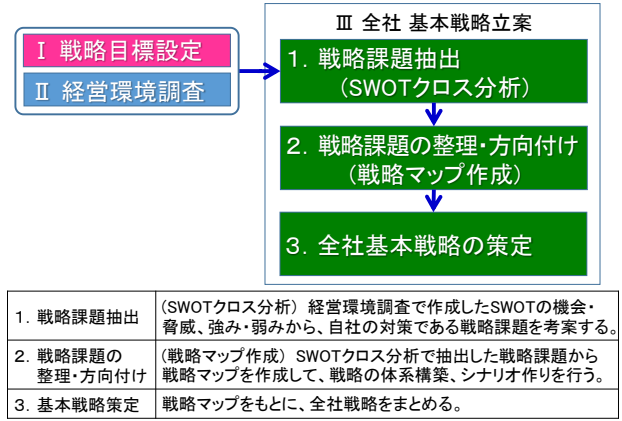 Ⅰ 戦略目標設定
Ⅱ 経営環境調査
Ⅲ 全社 基本戦略立案
１．戦略課題抽出
（SWOTクロス分析）
２．戦略課題の整理・方向付け
（戦略マップ作成）
３．全社基本戦略の策定
１．戦略課題抽出
（SWOTクロス分析） 経営環境調査で作成したSWOTの機会・
脅威、強み・弱みから、自社の対策である戦略課題を考案する。
２．戦略課題の
整理・方向付け
（戦略マップ作成） SWOTクロス分析で抽出した戦略課題から
戦略マップを作成して、戦略の体系構築、シナリオ作りを行う。
３．基本戦略策定
戦略マップをもとに、全社戦略をまとめる。